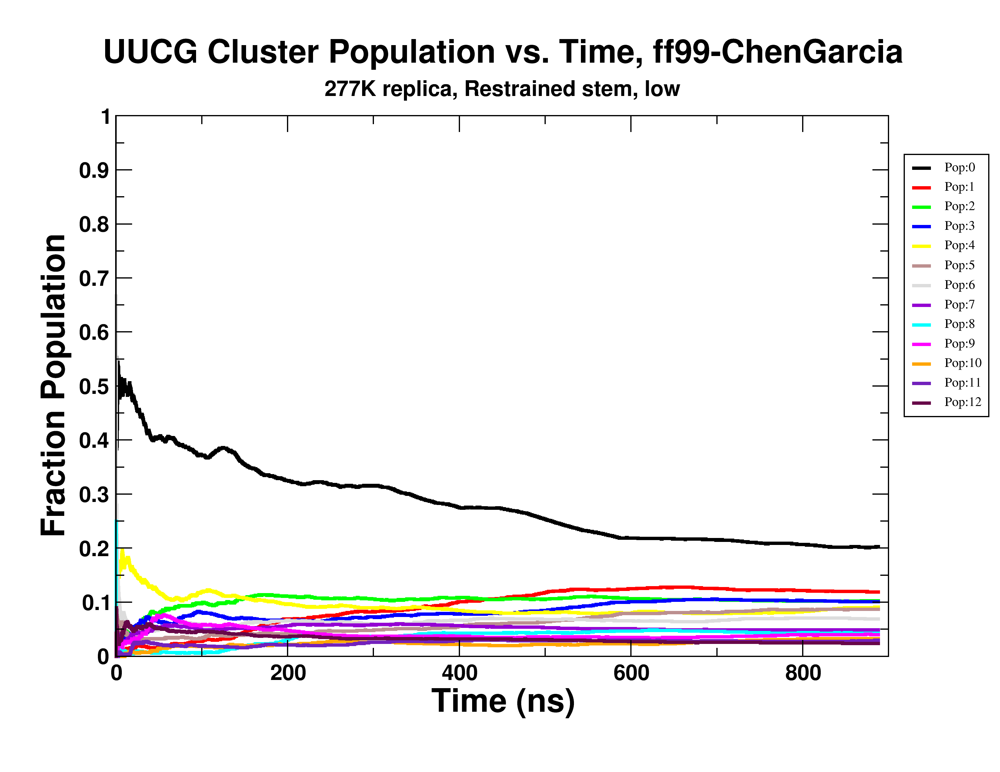 UUCG Cluster Population vs. Time, ff99-ChenGarcia
277K replica, Restrained stem, low
1
0.9
0.8
0.7
0.6
0.5
0.4
0.3
0.2
0.1
0
Fraction Population
0 200 400 600 800
Time (ns)
Pop:0
Pop:1
Pop:2
Pop:3
Pop:4
Pop:5
Pop:6
Pop:7
Pop:8
Pop:9
Pop:10
Pop:11
Pop:12